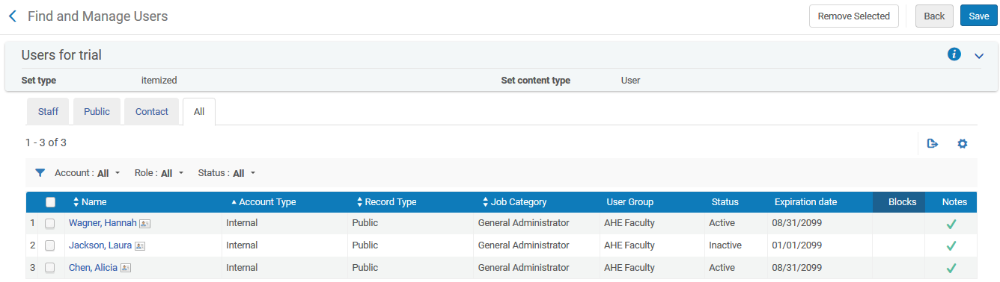 Find and Manage Users Remove Selected Back Save
Users for trial
Set type itemized Set content type User
Staff Public Contact All
1 - 3 of 3
Account : All Role : All Status : All
Name Account Type Record Type Job Category User Group Status Expiration date Blocks Notes
1 Wagner, Hannah Internal Public General Administrator AHE Faculty Active 08/31/2099
2 Jackson, Laura Internal Public General Administrator AHE Faculty Inactive 01/01/2099
3 Chen, Alicia Internal Public General Administrator AHE Faculty Active 08/31/2099